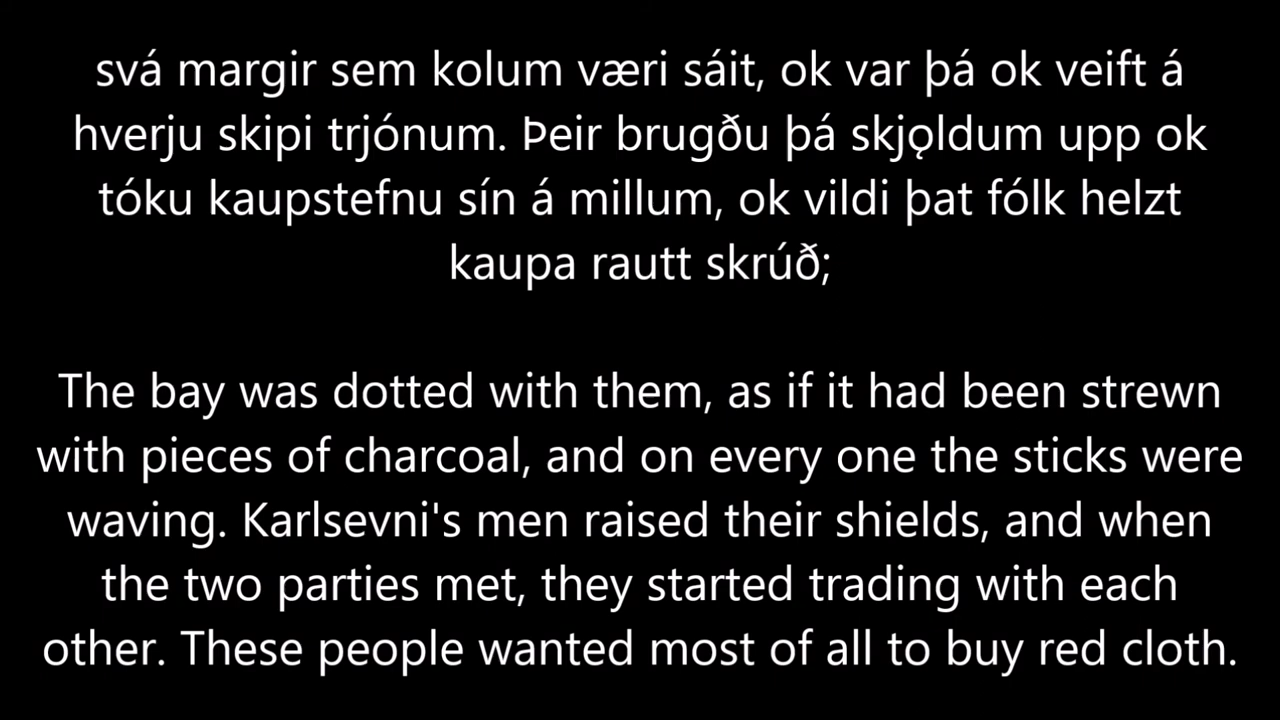 svá margir sem kolum væri sáit, ok var þá ok veift á
hverju skipi trjónum. Þeir brugðu þá skjǫldum upp ok
tóku kaupstefnu sín á millum, ok vildi þat fólk helzt
kaupa rautt skrúð;
The bay was dotted with them, as if it had been strewn
with pieces of charcoal, and on every one the sticks were
waving. Karlsevni's men raised their shields, and when
the two parties met, they started trading with each
other. These people wanted most of all to buy red cloth.